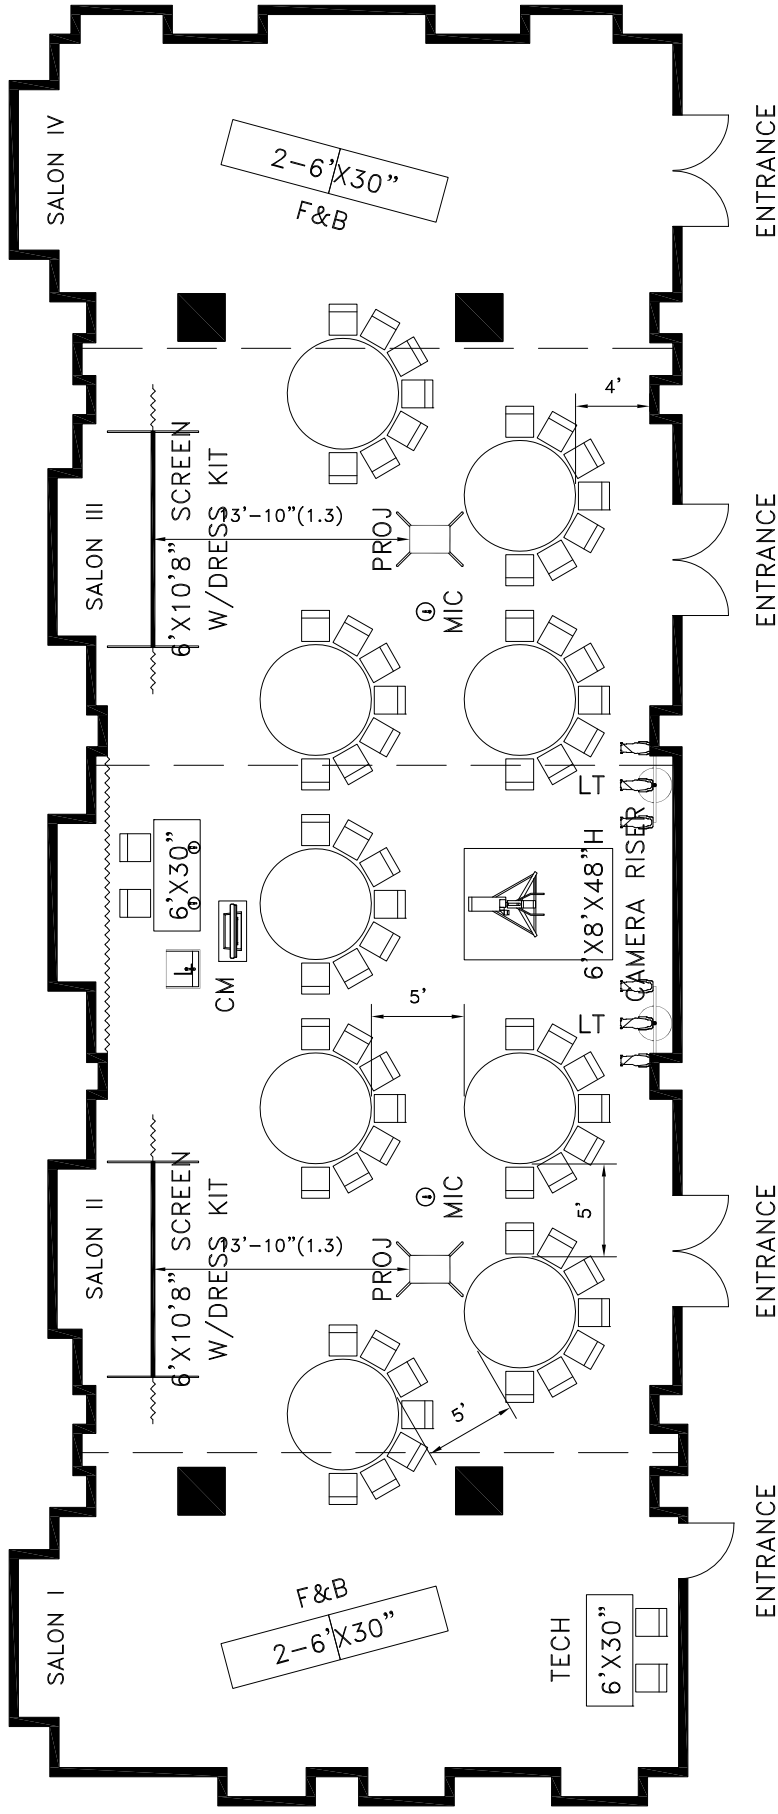 SALON IV
2-6'X30"
F&B
ENTRANCE
4'
SALON III
6'X10'8" SCREEN
W/DRESS KIT
13'-10"(1.3)
PROJ
MIC
ENTRANCE
LT
6'X30"
CM
6'X8'X48"H
CAMERA RISER
5'
LT
SALON II
6'X10'8" SCREEN
W/DRESS KIT
13'-10"(1.3)
PROJ
MIC
5'
ENTRANCE
5'
SALON I
F&B
2-6'X30"
TECH
6'X30"
ENTRANCE